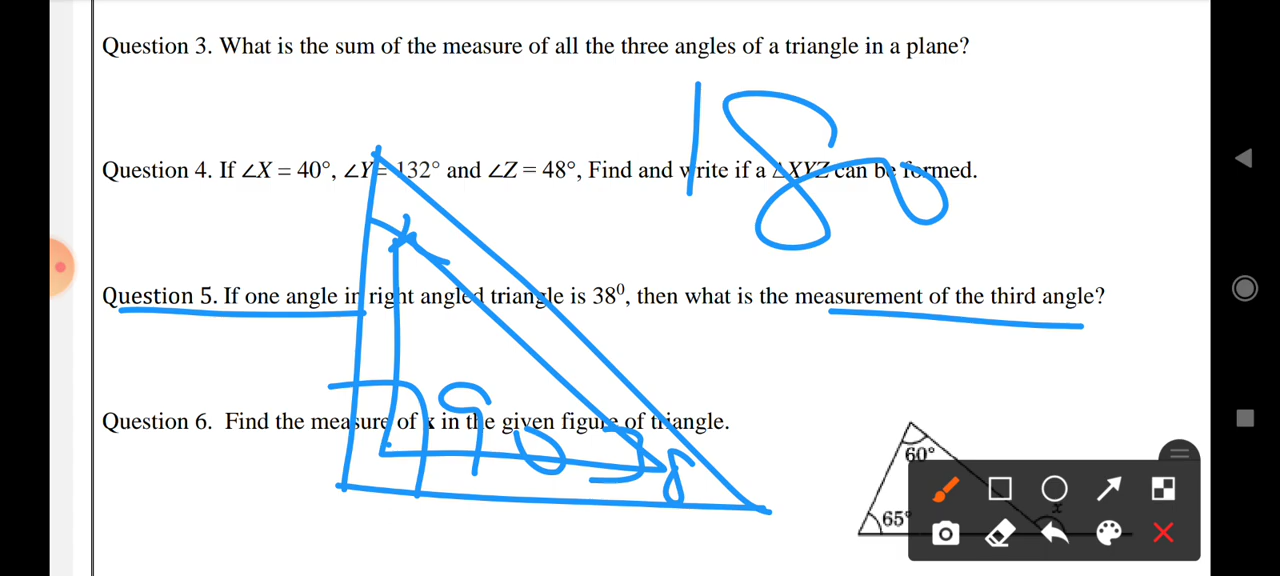 Question 3. What is the sum of the measure of all the three angles of a triangle in a plane?
180
Question 4. If ∠X = 40°, ∠Y= 132° and ∠Z = 48°, Find and write if a △XYZ can be formed.
Question 5. If one angle in right angled triangle is 38⁰, then what is the measurement of the third angle?
Question 6. Find the measure of x in the given figure of triangle.
90 38
60°
65° x